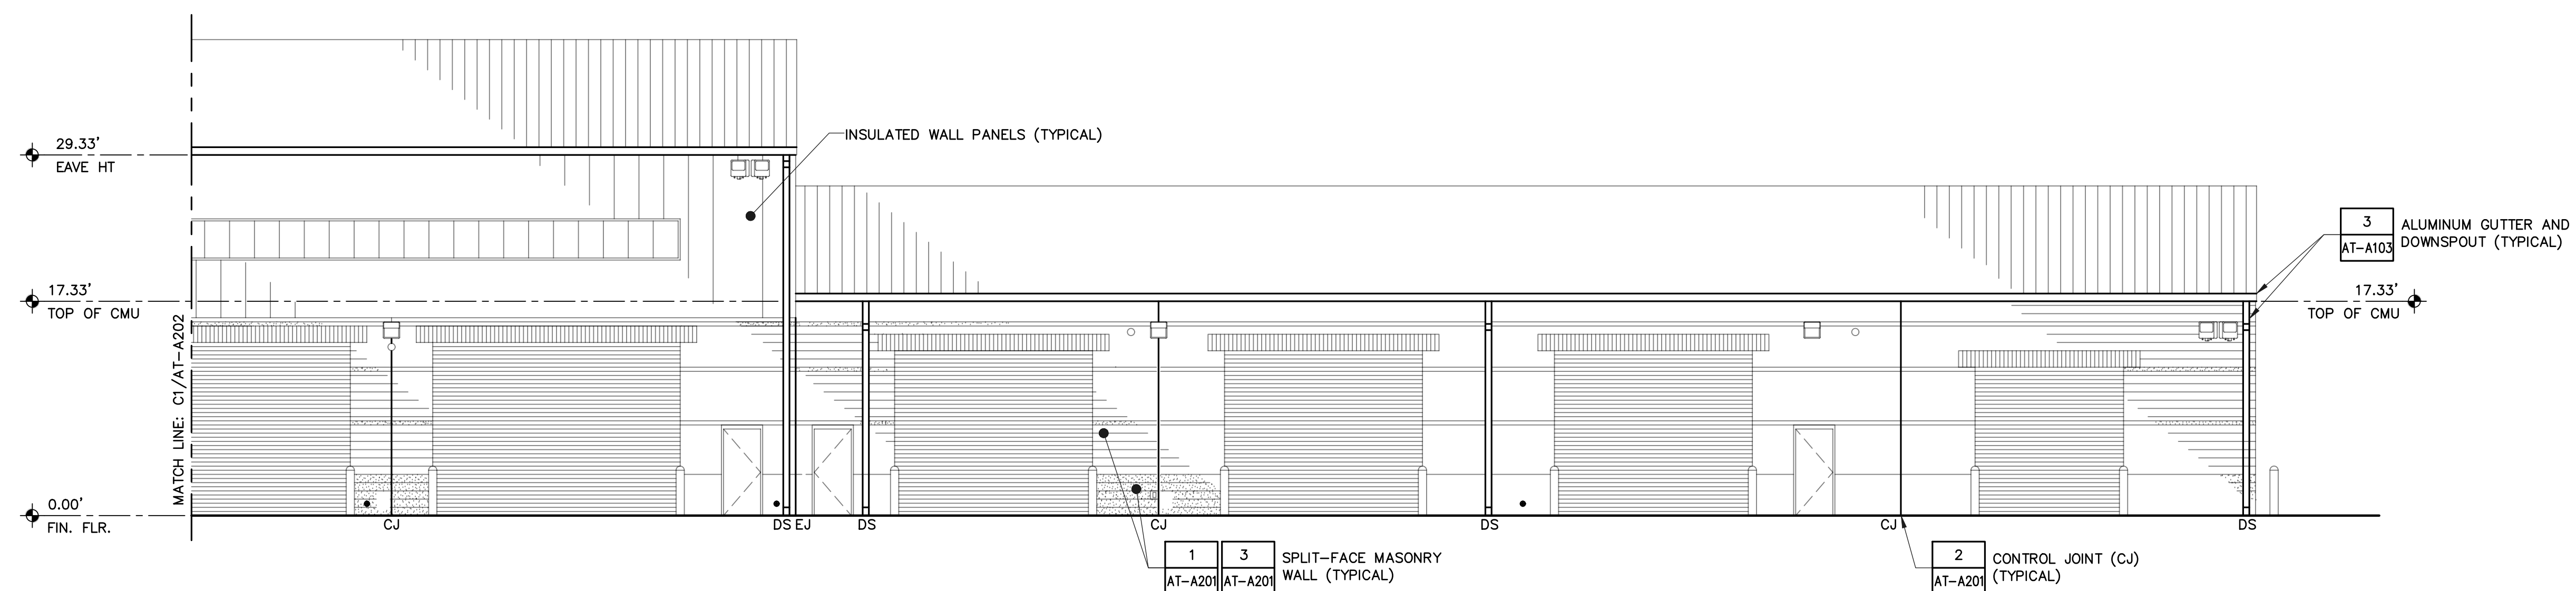 INSULATED WALL PANELS (TYPICAL)
29.33'
EAVE HT
3
AT-A103
ALUMINUM GUTTER AND
DOWNSPOUT (TYPICAL)
17.33'
TOP OF CMU
17.33'
TOP OF CMU
MATCH LINE: C1/AT-A202
0.00'
FIN. FLR.
CJ
DS EJ
DS
CJ
DS
CJ
DS
1
AT-A201
3
AT-A201
SPLIT-FACE MASONRY
WALL (TYPICAL)
2
AT-A201
CONTROL JOINT (CJ)
(TYPICAL)